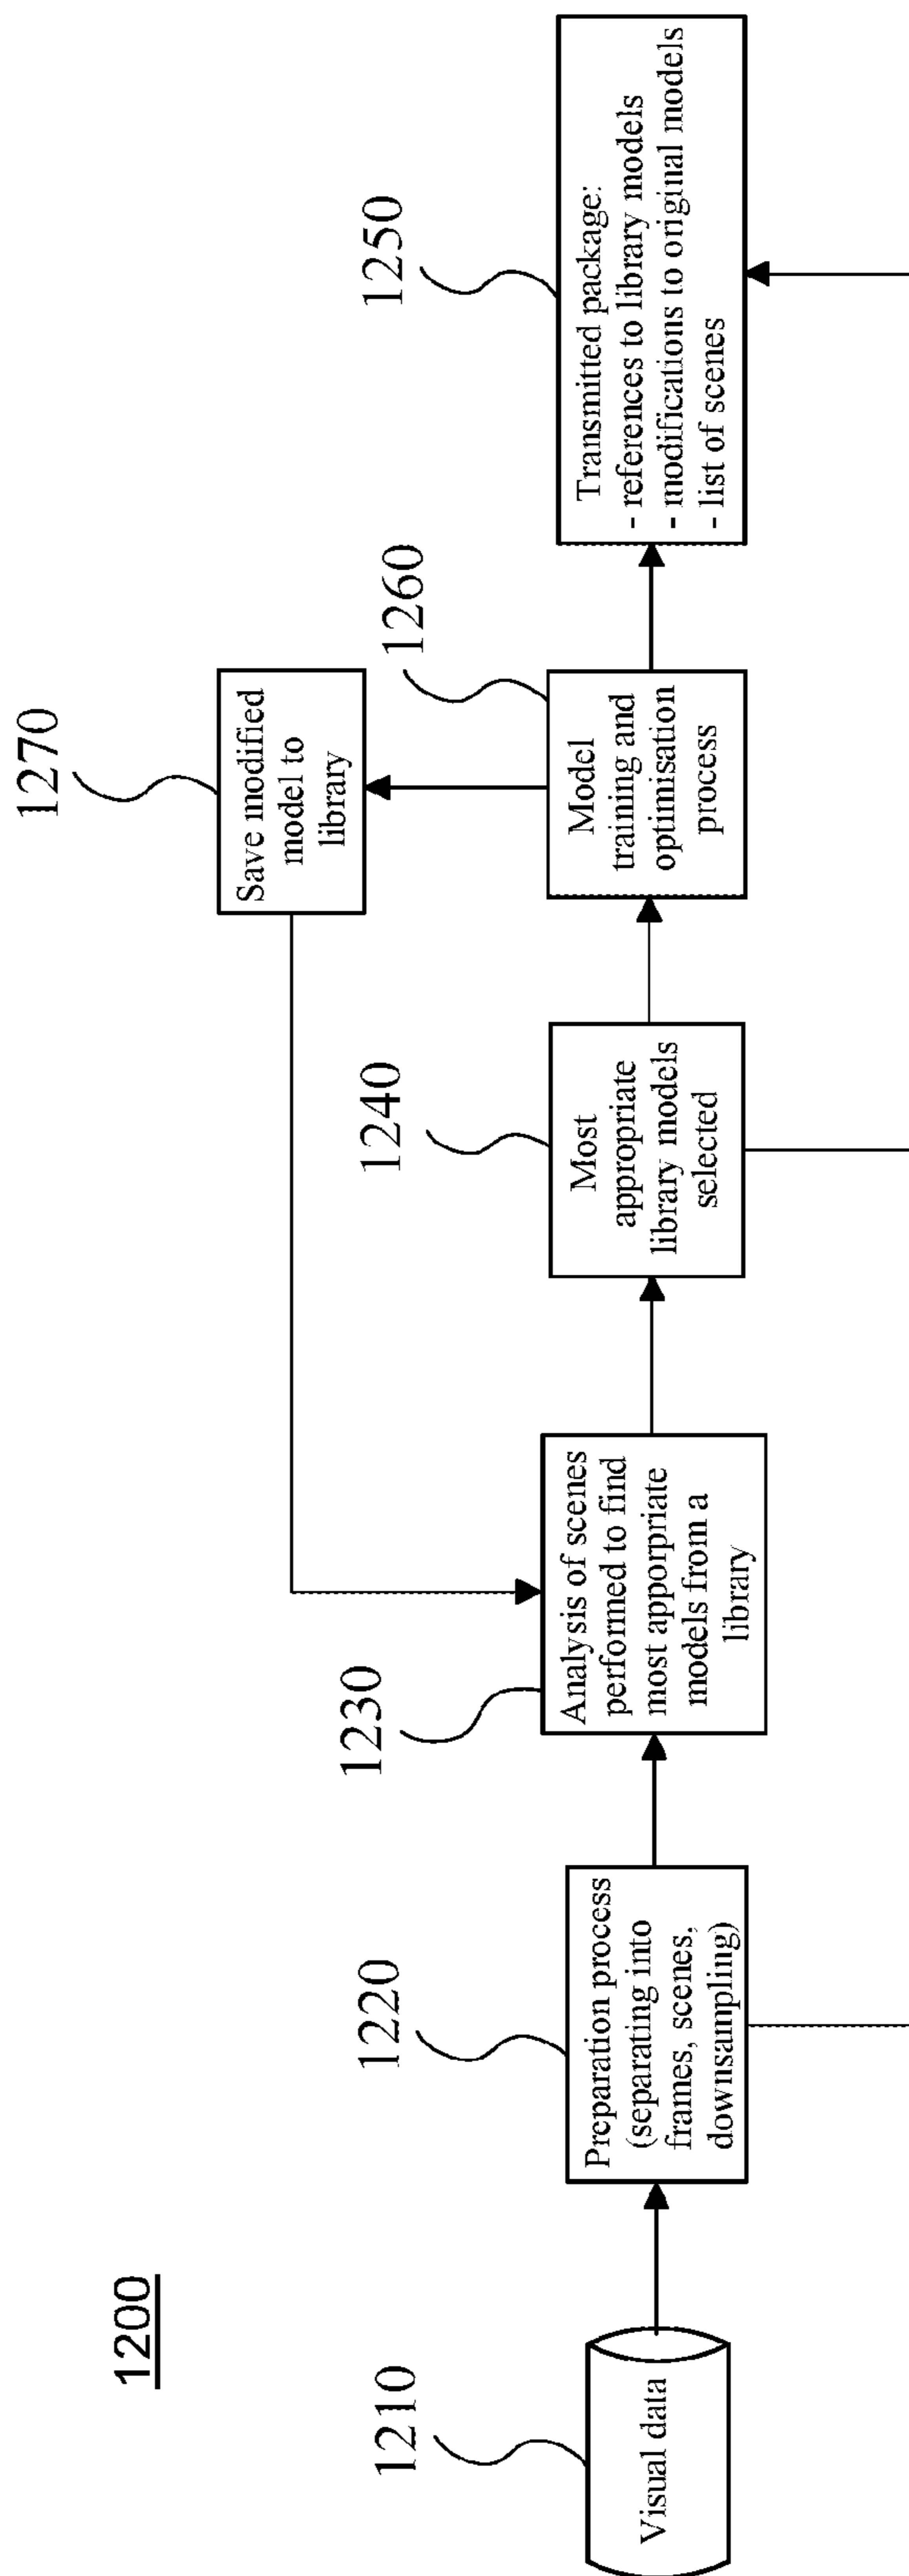 1200
1210
Visual data
1220
Preparation process
(separating into
frames, scenes,
downsampling)
1230
Analysis of scenes
performed to find
most apporpriate
models from a
library
1240
Most
appropriate
library models
selected
1260
Model
training and
optimisation
process
1270
Save modified
model to
library
1250
Transmitted package:
- references to library models
- modifications to original models
- list of scenes